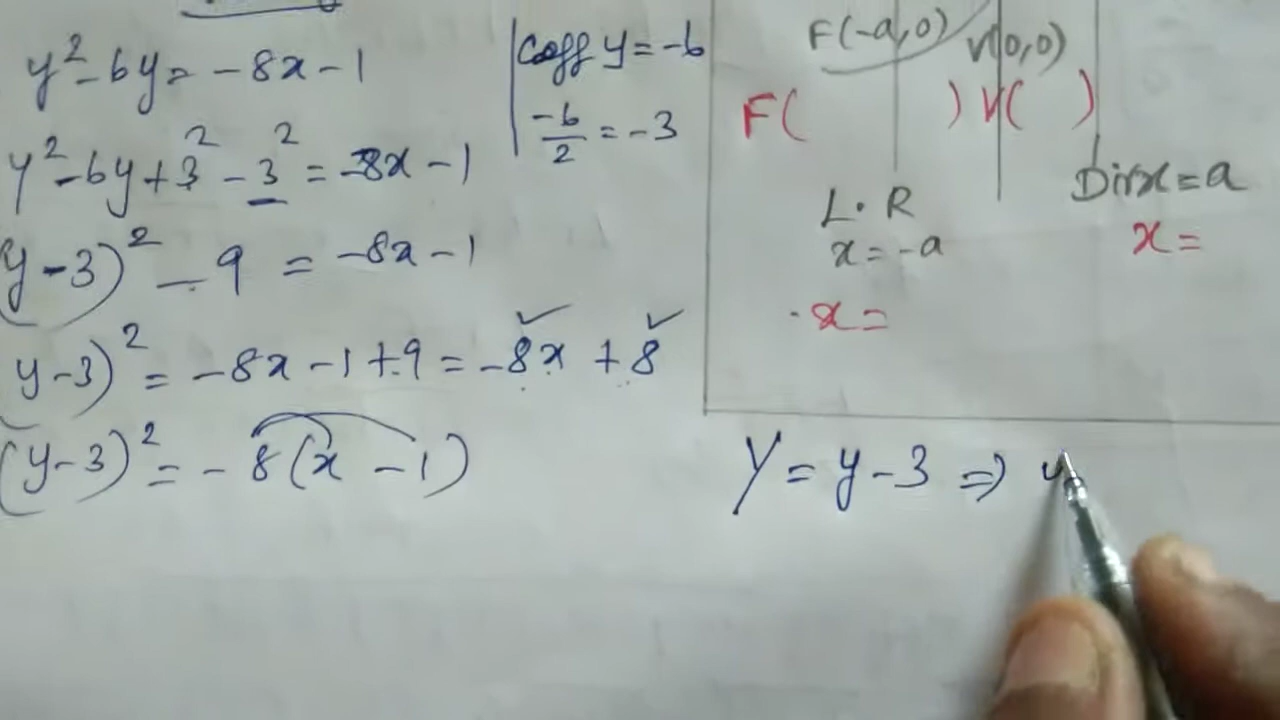 y² - 6y = -8x - 1
y² - 6y + 3² - 3² = -8x - 1
(y - 3)² - 9 = -8x - 1
(y - 3)² = -8x - 1 + 9 = -8x + 8
(y - 3)² = -8(x - 1)
Coff y = -6
-6/2 = -3
F(-a,0) V(0,0)
F( ) V( )
L. R
x = -a
x =
Dirx = a
x =
Y = y - 3 ⇒